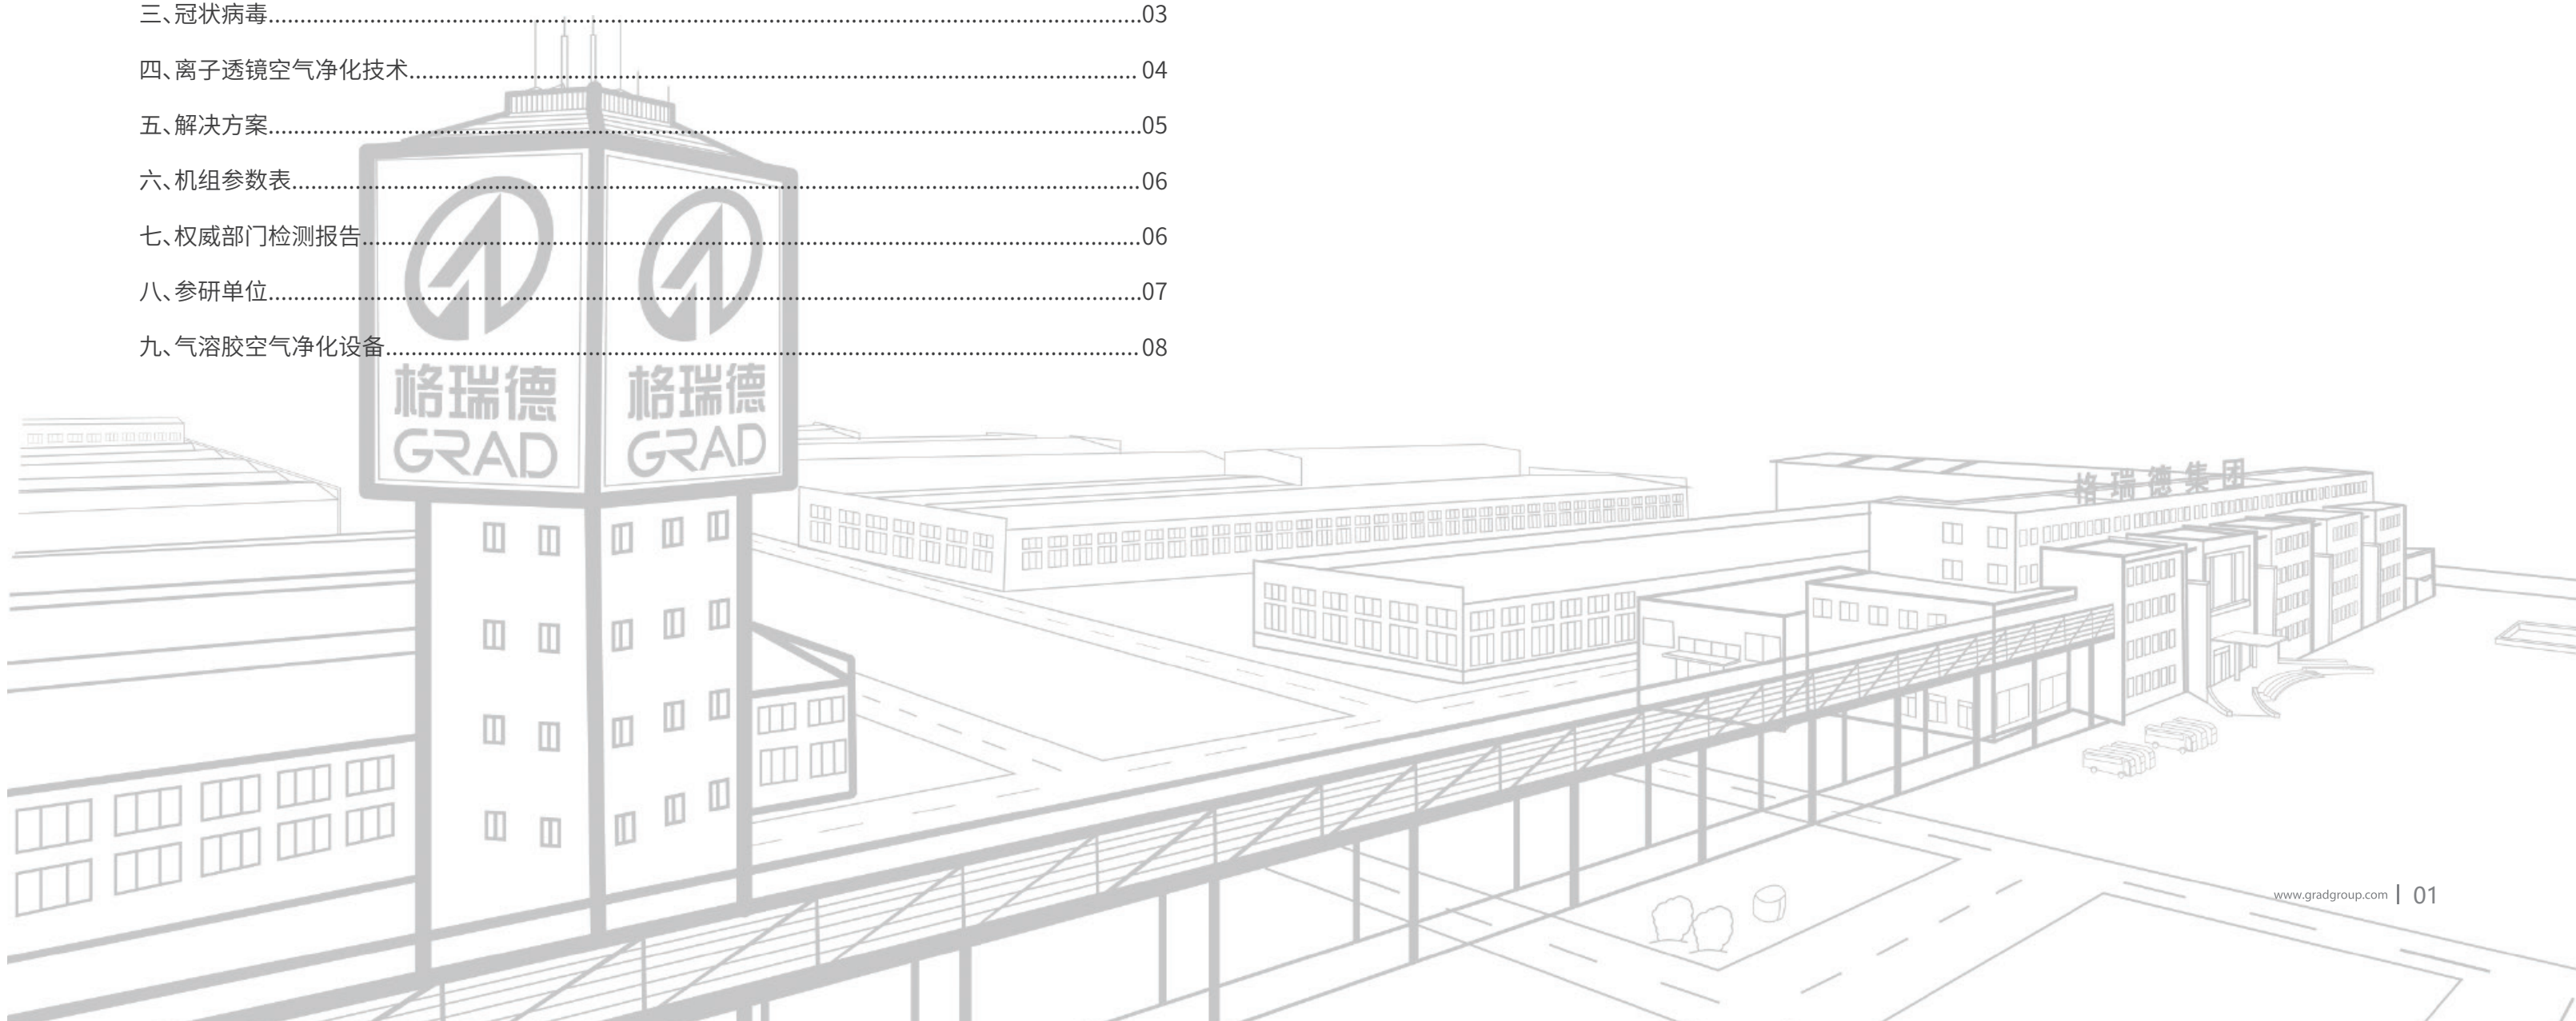 三、冠状病毒........................03
四、离子透镜空气净化技术........................04
五、解决方案........................05
六、机组参数表........................06
七、权威部门检测报告........................06
八、参研单位........................07
九、气溶胶空气净化设备........................08
格瑞德
GRAD
格瑞德
GRAD
格瑞德集团
www.gradgroup.com | 01